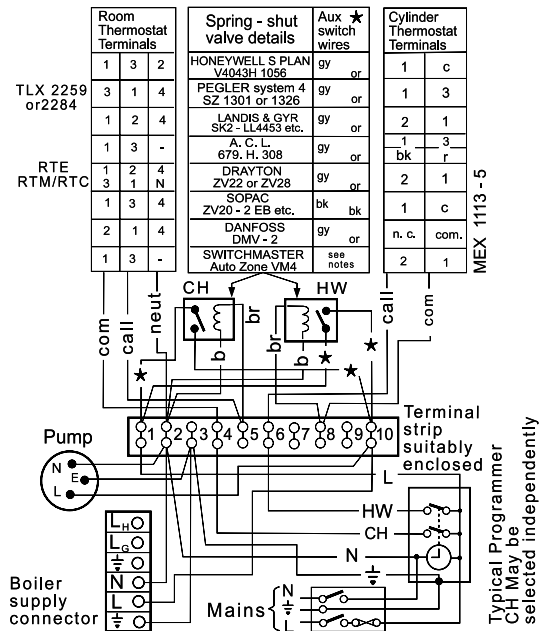 Room
Thermostat
Terminals
Spring - shut
valve details
Aux ★
switch
wires
Cylinder
Thermostat
Terminals
1 3 2
HONEYWELL S PLAN
V4043H 1056
gy
or
1 c
TLX 2259
or2284
3 1 4
PEGLER system 4
SZ 1301 or 1326
gy
or
1 3
1 2 4
LANDIS & GYR
SK2 - LL4453 etc.
gy
or
2 1
1 3 -
A. C. L.
679. H. 308
gy
or
1 3
bk r
RTE
RTM/RTC
1 2 4
3 1 N
DRAYTON
ZV22 or ZV28
gy
or
2 1
1 3 4
SOPAC
ZV20 - 2 EB etc.
bk
bk
1 c
2 1 4
DANFOSS
DMV - 2
gy
or
n. c. com.
1 3 -
SWITCHMASTER
Auto Zone VM4
see
notes
2 1
MEX 1113 - 5
com
call
neut
CH
HW
br
br
b
b
call
com
★
★
★
★
1 2 3 4 5 6 7 8 9 10
Terminal
strip
suitably
enclosed
Pump
N
E
L
L
HW
CH
N
LH
LG
N
L
Boiler
supply
connector
Mains
N
L
Typical Programmer
CH May be
selected independently